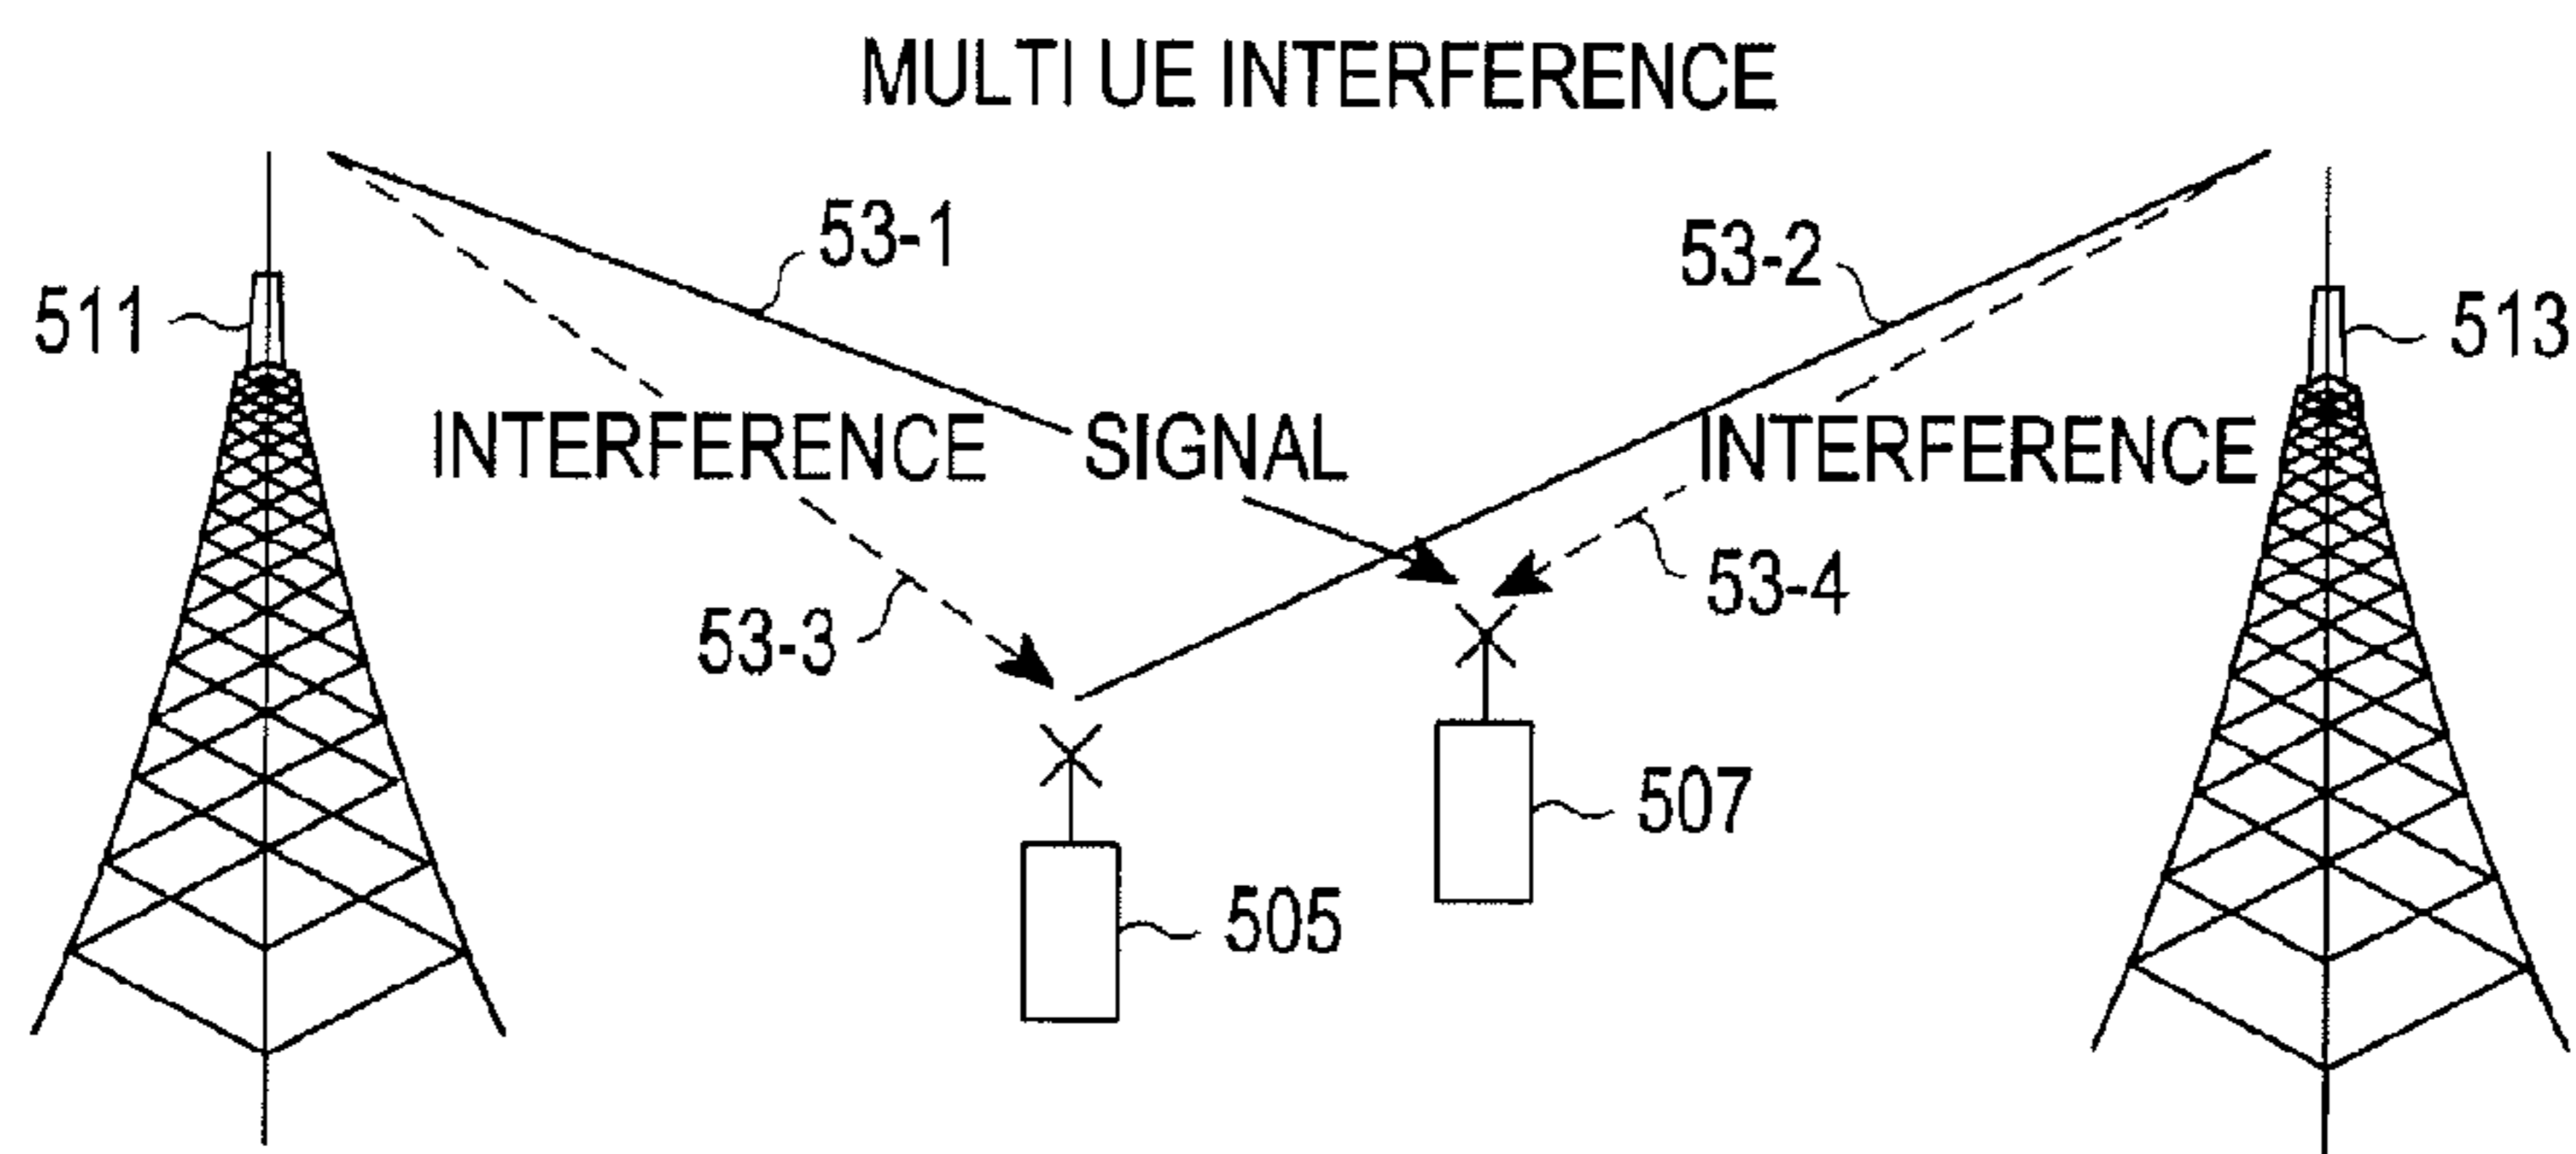 MULTI UE INTERFERENCE
53-1
53-2
511
513
INTERFERENCE
SIGNAL
INTERFERENCE
53-3
53-4
507
505